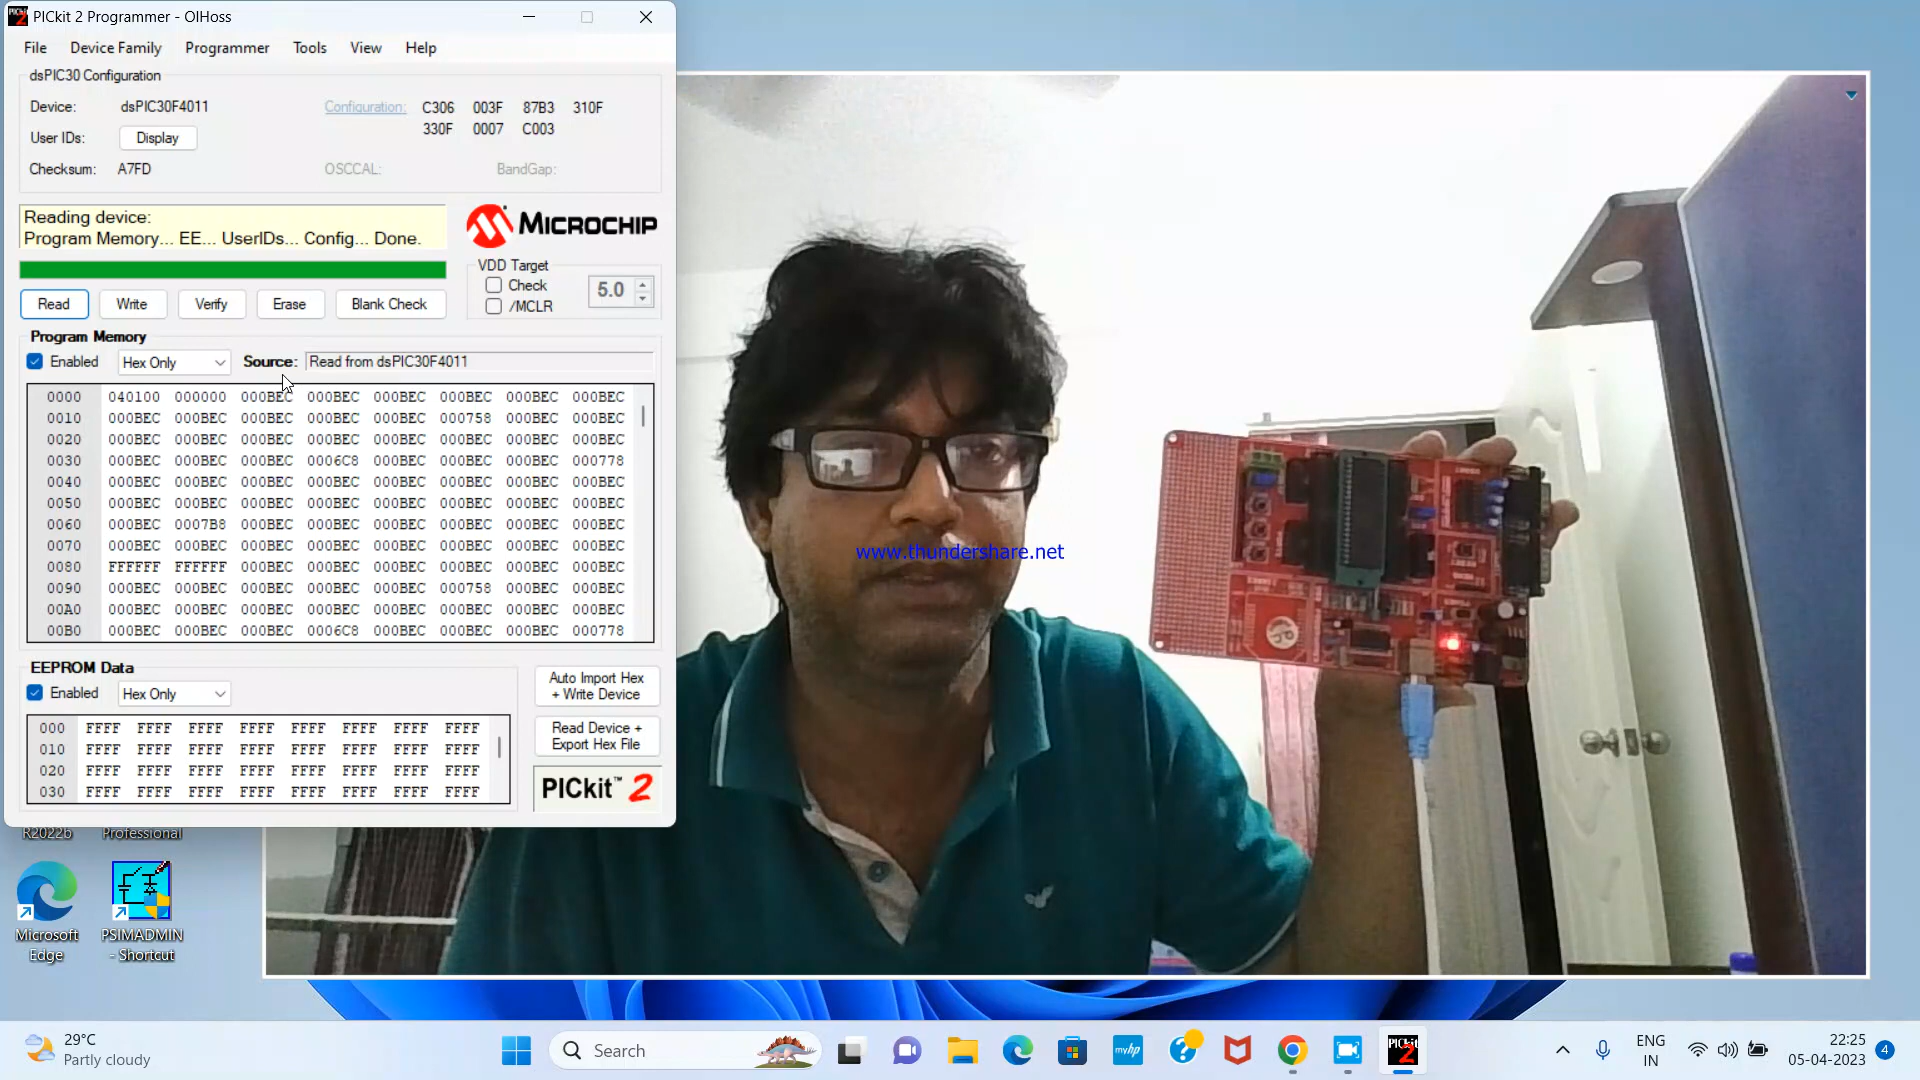 PICkit 2 Programmer - OlHoss
File Device Family Programmer Tools View Help
dsPIC30 Configuration
Device: dsPIC30F4011 Configuration: C306 003F 87B3 310F
330F 0007 C003
User IDs: Display
Checksum: A7FD OSCCAL: BandGap:
Reading device:
Program Memory... EE... UserIDs... Config... Done.
MICROCHIP
VDD Target
Check
/MCLR
5.0
Read Write Verify Erase Blank Check
Program Memory
Enabled Hex Only Source: Read from dsPIC30F4011
0000 040100 000000 000BEC 000BEC 000BEC 000BEC 000BEC 000BEC
0010 000BEC 000BEC 000BEC 000BEC 000BEC 000758 000BEC 000BEC
0020 000BEC 000BEC 000BEC 000BEC 000BEC 000BEC 000BEC 000BEC
0030 000BEC 000BEC 000BEC 0006C8 000BEC 000BEC 000BEC 000778
0040 000BEC 000BEC 000BEC 000BEC 000BEC 000BEC 000BEC 000BEC
0050 000BEC 000BEC 000BEC 000BEC 000BEC 000BEC 000BEC 000BEC
0060 000BEC 0007B8 000BEC 000BEC 000BEC 000BEC 000BEC 000BEC
0070 000BEC 000BEC 000BEC 000BEC 000BEC 000BEC 000BEC 000BEC
0080 FFFFFF FFFFFF 000BEC 000BEC 000BEC 000BEC 000BEC 000BEC
0090 000BEC 000BEC 000BEC 000BEC 000BEC 000758 000BEC 000BEC
00A0 000BEC 000BEC 000BEC 000BEC 000BEC 000BEC 000BEC 000BEC
00B0 000BEC 000BEC 000BEC 0006C8 000BEC 000BEC 000BEC 000778
EEPROM Data
Enabled Hex Only
000 FFFF FFFF FFFF FFFF FFFF FFFF FFFF FFFF
010 FFFF FFFF FFFF FFFF FFFF FFFF FFFF FFFF
020 FFFF FFFF FFFF FFFF FFFF FFFF FFFF FFFF
030 FFFF FFFF FFFF FFFF FFFF FFFF FFFF FFFF
Auto Import Hex
+ Write Device
Read Device +
Export Hex File
PICkit™ 2
www.thundershare.net
R2022b
Professional
Microsoft
Edge
PSIMADMIN
- Shortcut
29°C
Partly cloudy
Search
myhp
PICkit
2
ENG
IN
22:25
05-04-2023
4